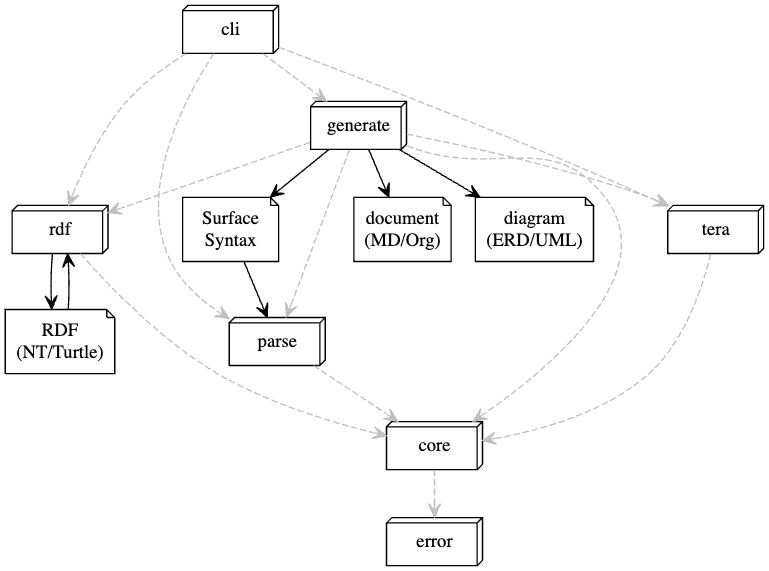 cli
generate
Surface
Syntax
document
(MD/Org)
diagram
(ERD/UML)
rdf
tera
RDF
(NT/Turtle)
parse
core
error